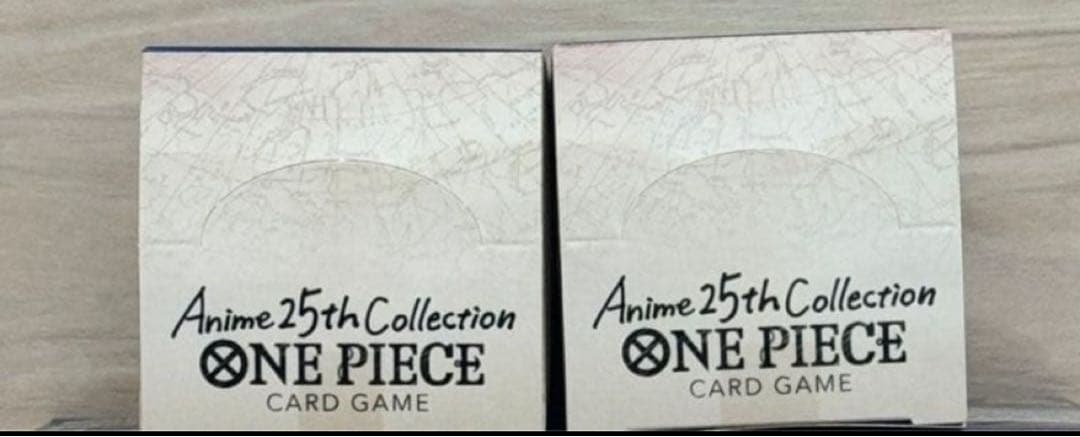 Anime 25th Collection
ONE PIECE
CARD GAME
Anime 25th Collection
ONE PIECE
CARD GAME